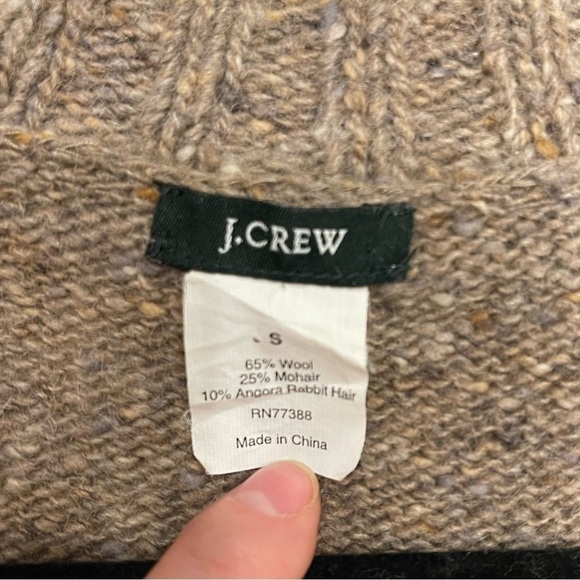 J.CREW
S
65% Wool
25% Mohair
10% Angora Rabbit Hair
RN77388
Made in China